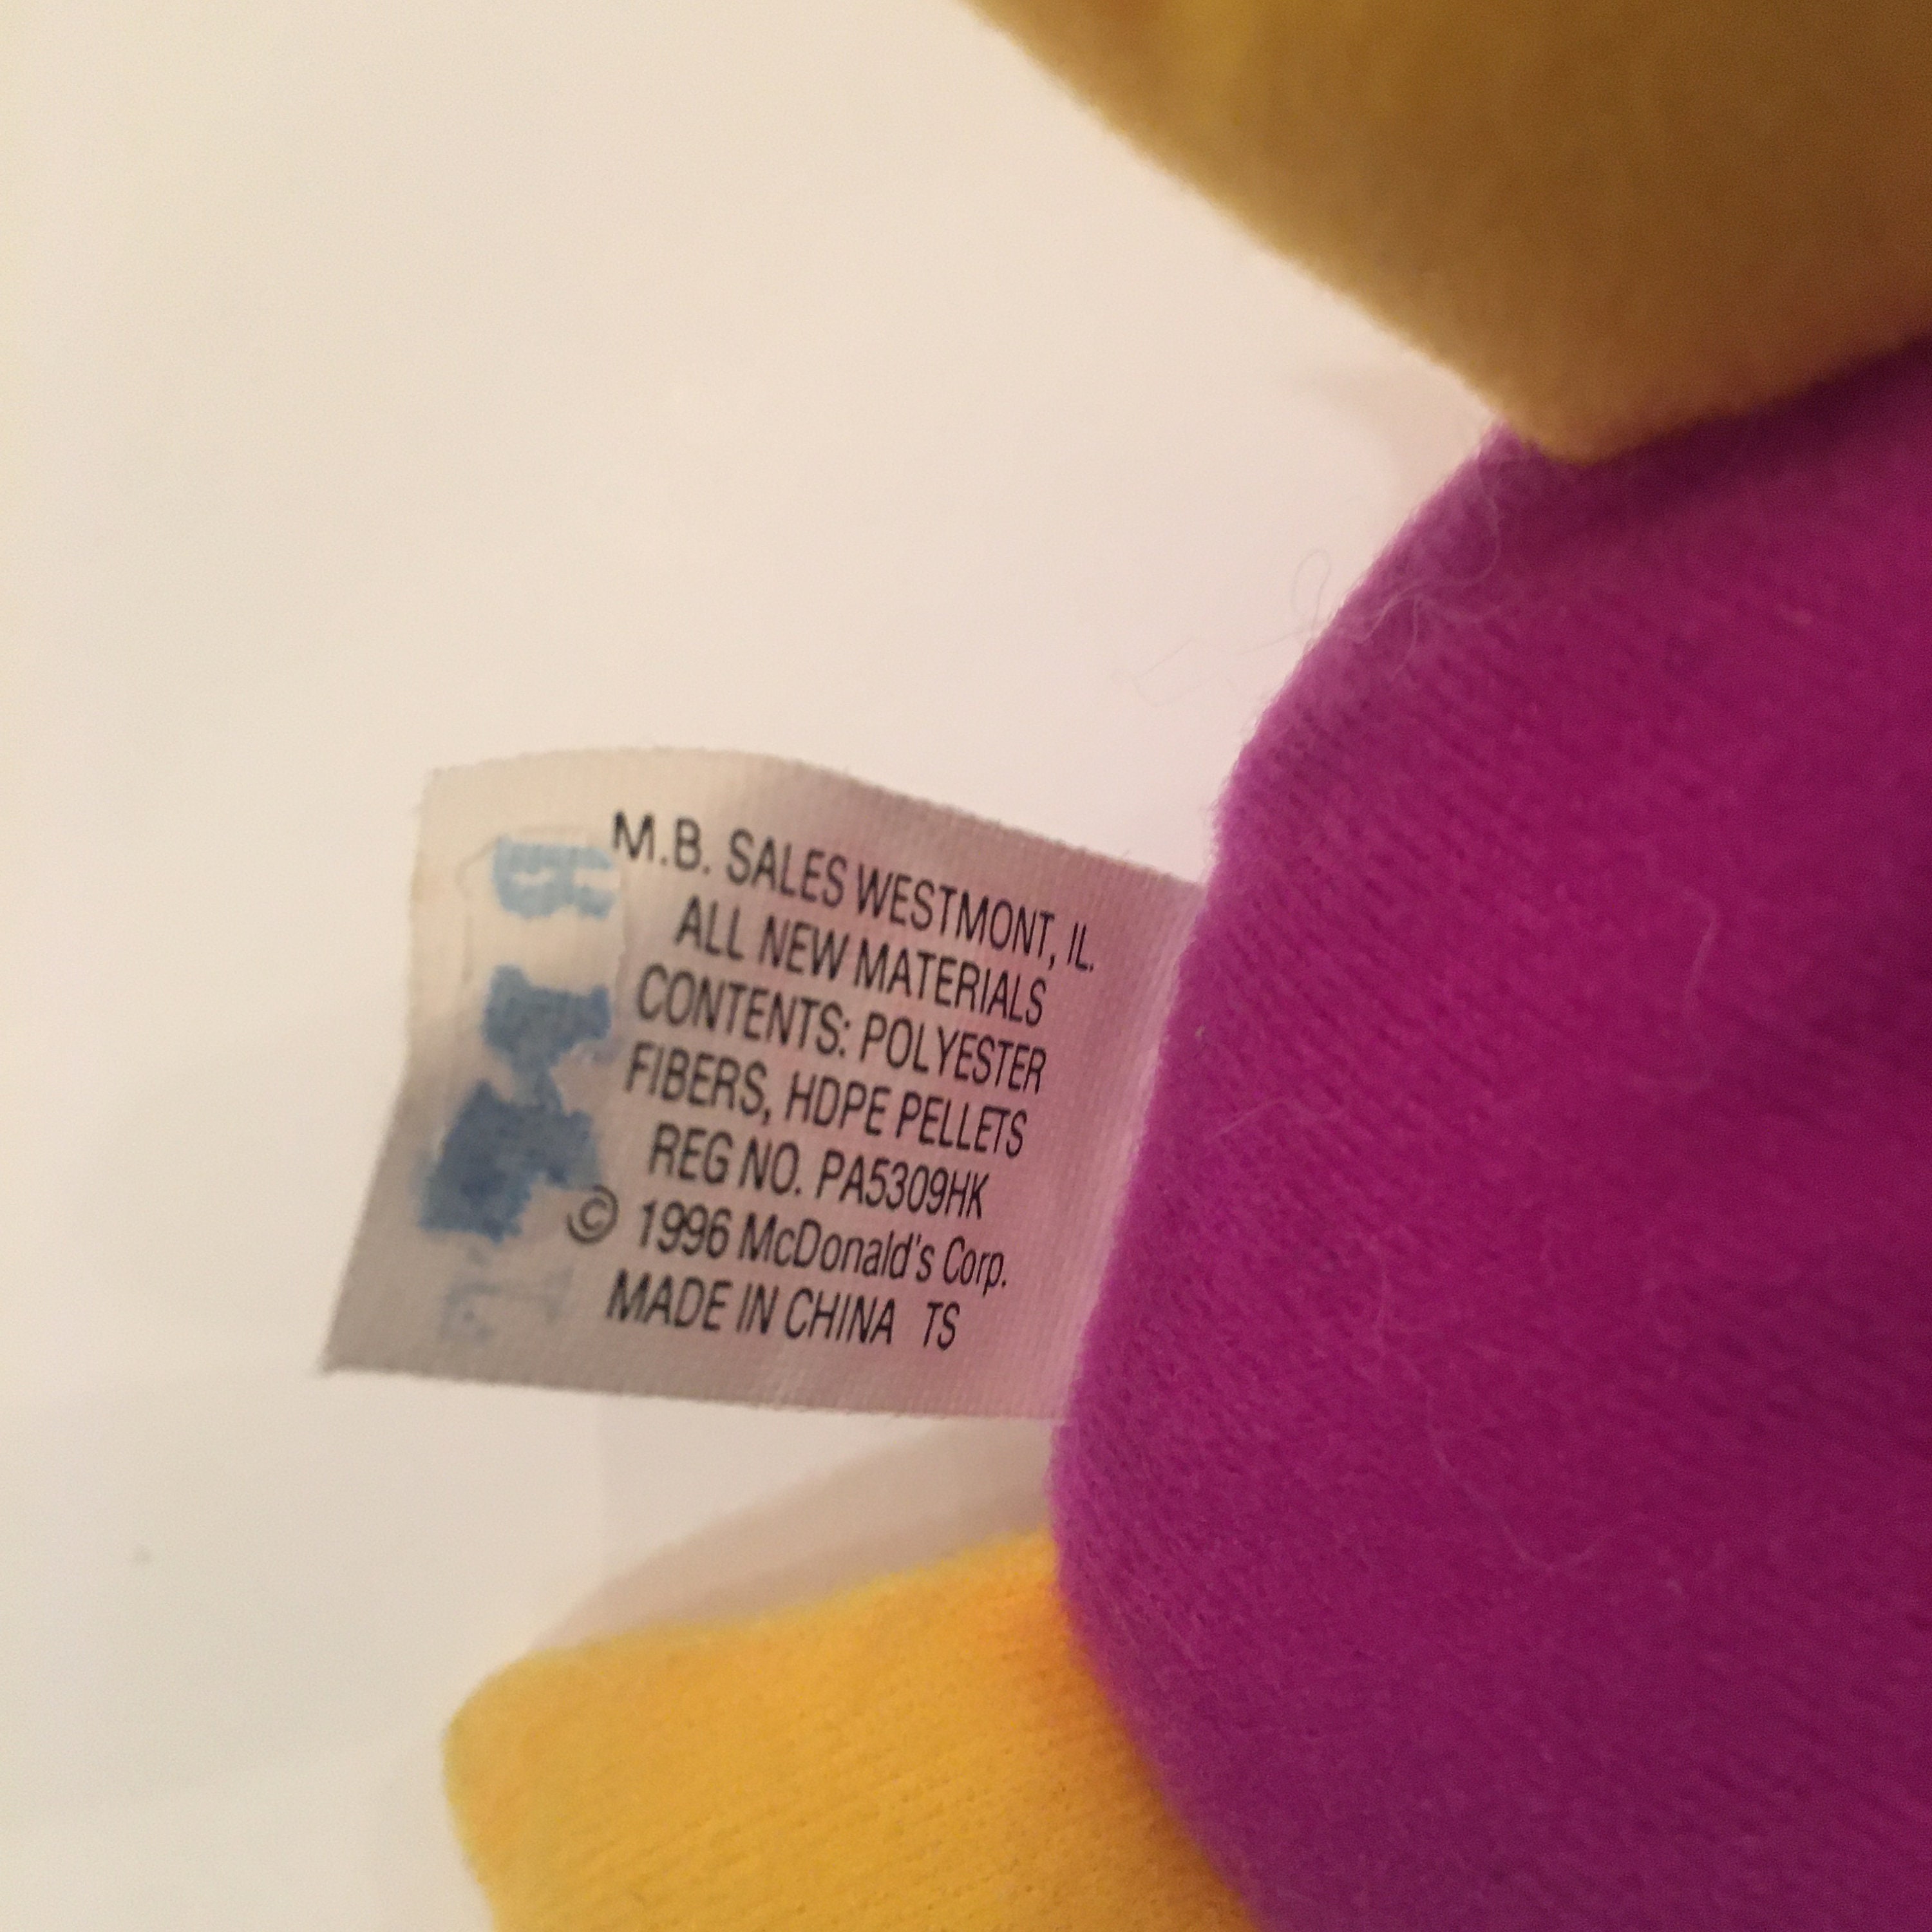 M.B. SALES WESTMONT, IL.
ALL NEW MATERIALS
CONTENTS: POLYESTER
FIBERS, HDPE PELLETS
REG NO. PA5309HK
© 1996 McDonald's Corp.
MADE IN CHINA TS